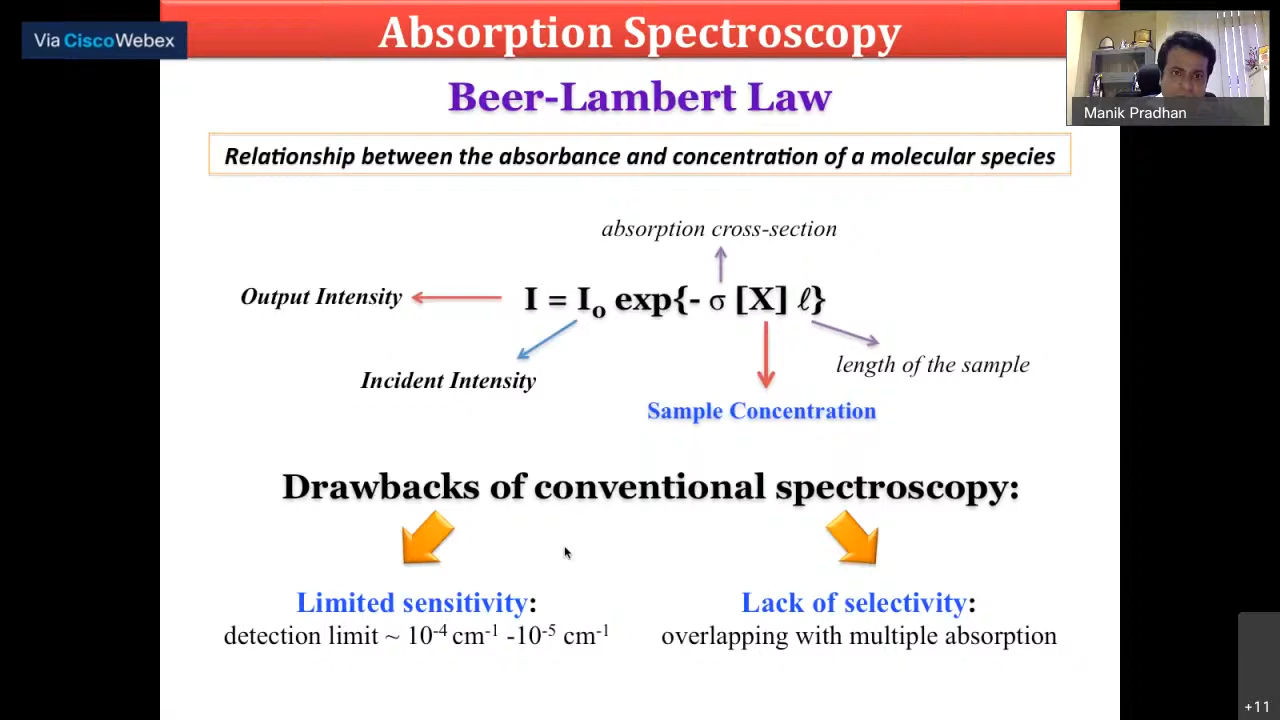 Absorption Spectroscopy
Via CiscoWebex
Manik Pradhan
Beer-Lambert Law
Relationship between the absorbance and concentration of a molecular species
absorption cross-section
Output Intensity
I = I₀ exp{- σ [X] ℓ}
Incident Intensity
length of the sample
Sample Concentration
Drawbacks of conventional spectroscopy:
Limited sensitivity:
detection limit ~ 10⁻⁴ cm⁻¹ -10⁻⁵ cm⁻¹
Lack of selectivity:
overlapping with multiple absorption
+11